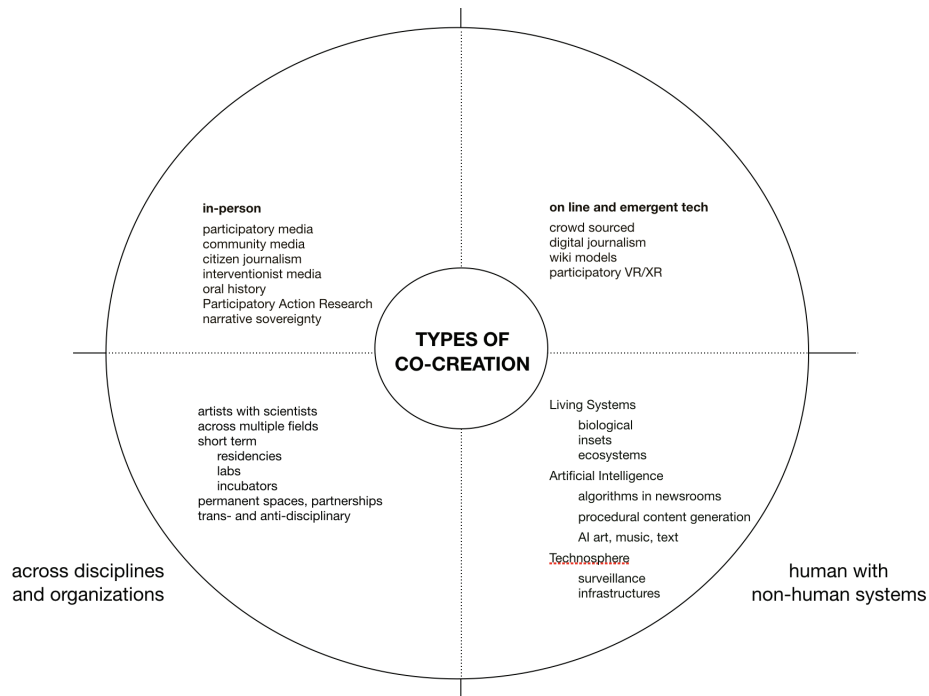 in-person
participatory media
community media
citizen journalism
interventionist media
oral history
Participatory Action Research
narrative sovereignty
on line and emergent tech
crowd sourced
digital journalism
wiki models
participatory VR/XR
TYPES OF
CO-CREATION
artists with scientists
across multiple fields
short term
residencies
labs
incubators
permanent spaces, partnerships
trans- and anti-disciplinary
across disciplines
and organizations
Living Systems
biological
insets
ecosystems
Artificial Intelligence
algorithms in newsrooms
procedural content generation
AI art, music, text
Technosphere
surveillance
infrastructures
human with
non-human systems